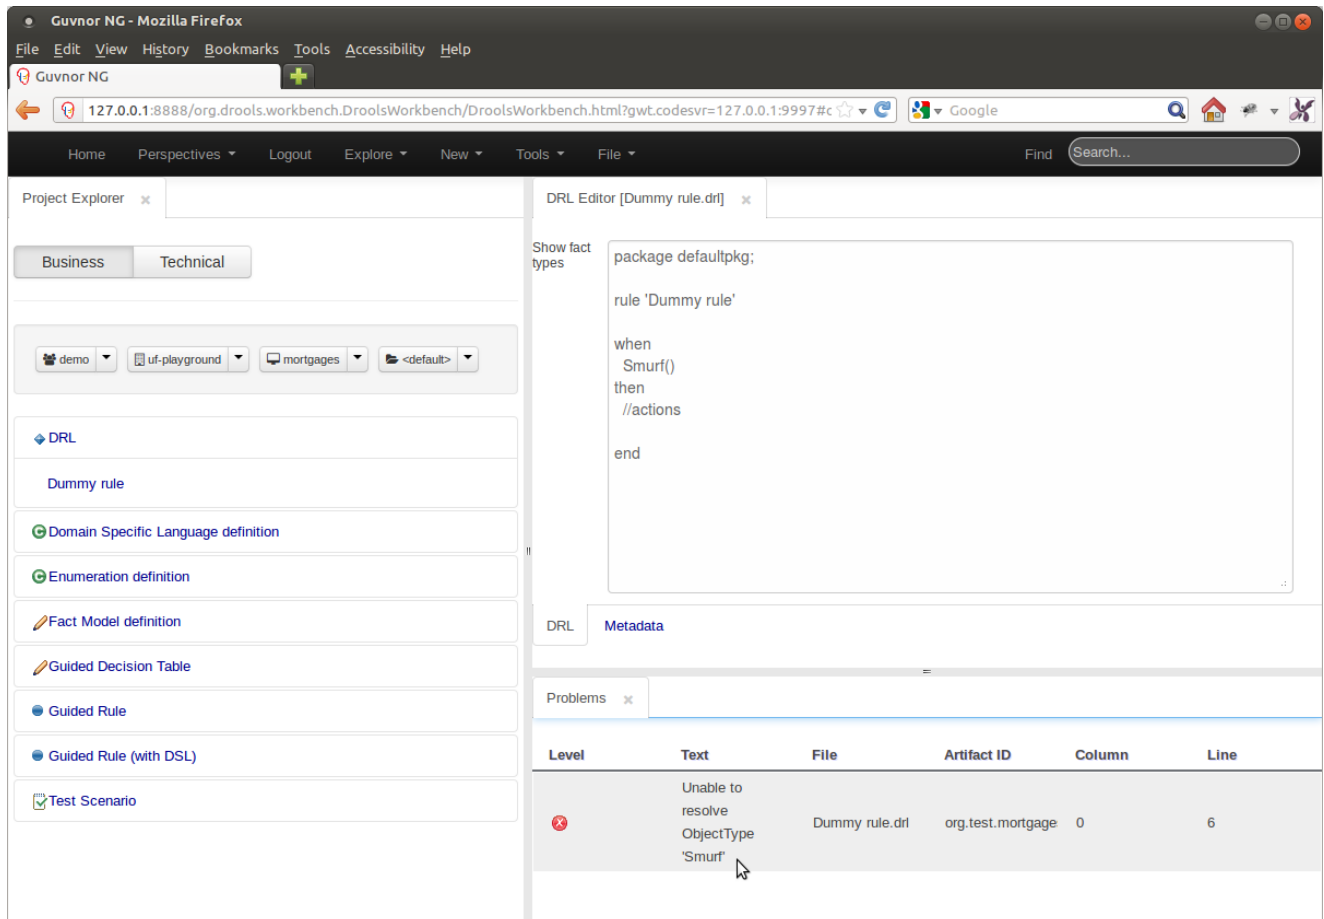 Guvnor NG - Mozilla Firefox
File Edit View History Bookmarks Tools Accessibility Help
Guvnor NG
127.0.0.1:8888/org.drools.workbench.DroolsWorkbench/DroolsWorkbench.html?gwt.codesvr=127.0.0.1:9997#c
Google
Home Perspectives Logout Explore New Tools File Find Search...
Project Explorer
DRL Editor [Dummy rule.drl]
Business Technical
demo uf-playground mortgages <default>
DRL
Dummy rule
Domain Specific Language definition
Enumeration definition
Fact Model definition
Guided Decision Table
Guided Rule
Guided Rule (with DSL)
Test Scenario
Show fact
types
package defaultpkg;
rule 'Dummy rule'
when
Smurf()
then
//actions
end
DRL Metadata
Problems
Level Text File Artifact ID Column Line
Unable to
resolve
ObjectType
'Smurf'
Dummy rule.drl org.test.mortgage 0 6